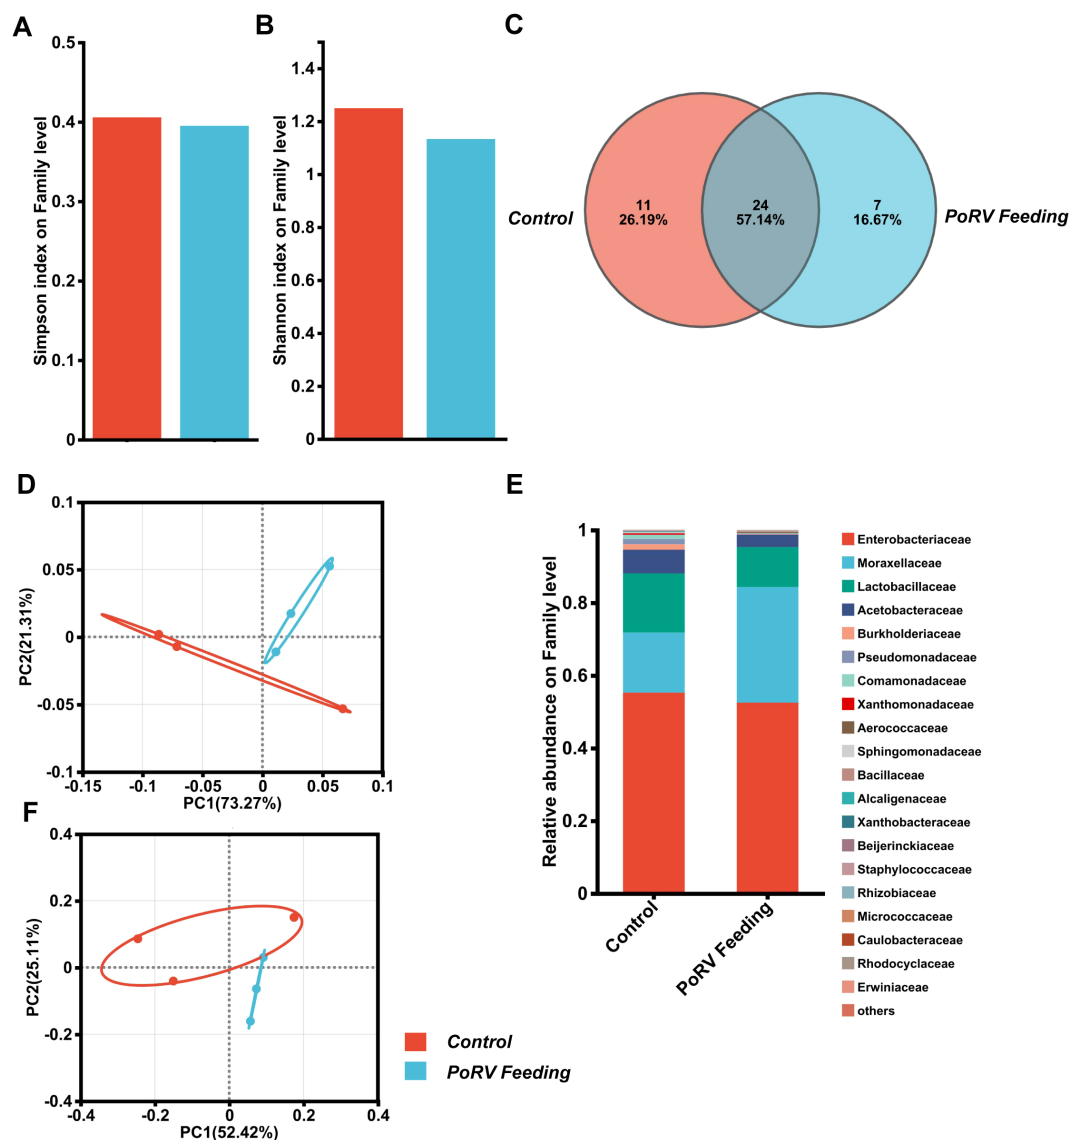 A
Simpson index on Family level
0.5
0.4
0.3
0.2
0.1
0
B
Shannon index on Family level
1.4
1.2
1
0.8
0.6
0.4
0.2
0
C
Control
11
26.19%
24
57.14%
7
16.67%
PoRV Feeding
D
PC2(21.31%)
0.1
0.05
0
-0.05
-0.1
-0.15
-0.1
-0.05
0
0.05
0.1
PC1(73.27%)
E
Relative abundance on Family level
1
0.8
0.6
0.4
0.2
0
Control
PoRV Feeding
Enterobacteriaceae
Moraxellaceae
Lactobacillaceae
Acetobacteraceae
Burkholderiaceae
Pseudomonadaceae
Comamonadaceae
Xanthomonadaceae
Aerococcaceae
Sphingomonadaceae
Bacillaceae
Alcaligenaceae
Xanthobacteraceae
Beijerinckiaceae
Staphylococcaceae
Rhizobiaceae
Micrococcaceae
Caulobacteraceae
Rhodocyclaceae
Erwiniaceae
others
F
PC2(25.11%)
0.4
0.2
0
-0.2
-0.4
-0.4
-0.2
0
0.2
0.4
PC1(52.42%)
Control
PoRV Feeding